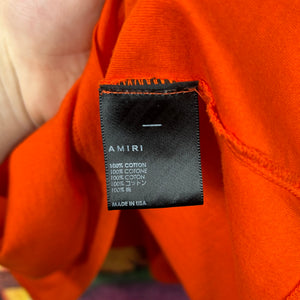 AMIRI
100% COTTON
100% COTONE
100% COTON
100% コットン
100% 棉
MADE IN USA